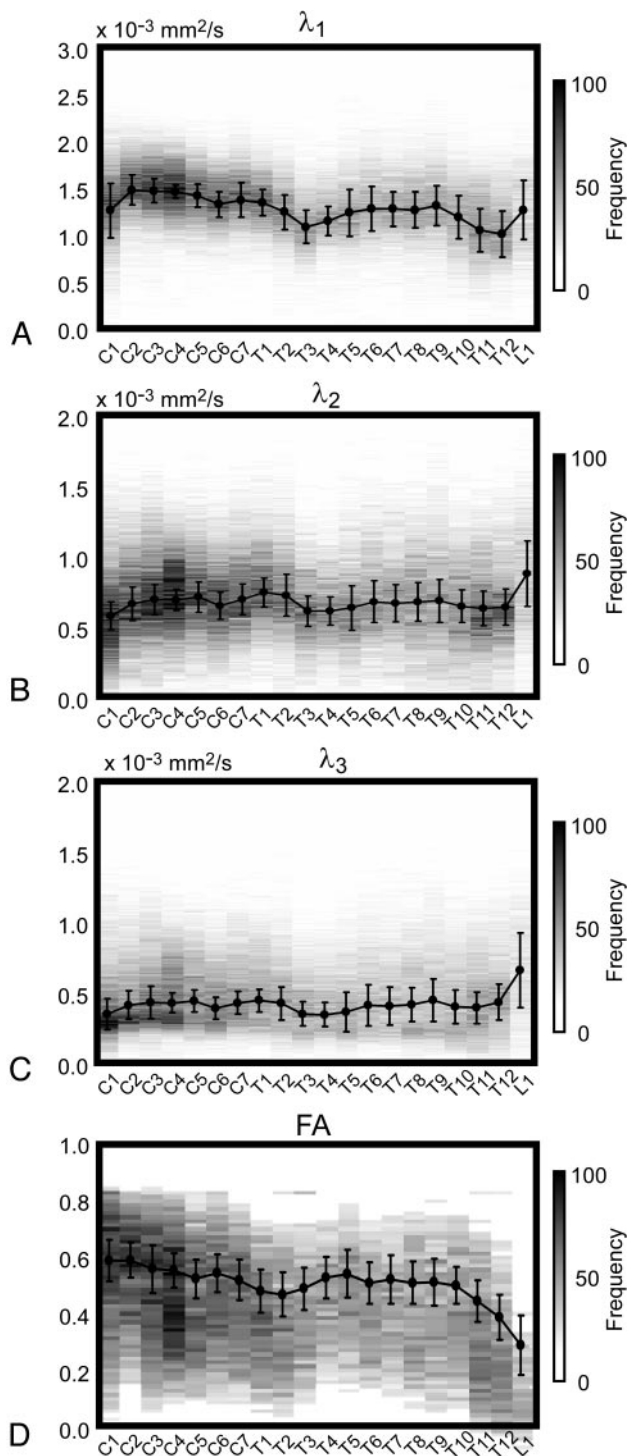 x 10-3 mm2/s λ1
3.0
2.5
2.0
1.5
1.0
0.5
0.0
100
50
0
Frequency
A
C1 C2 C3 C4 C5 C6 C7 T1 T2 T3 T4 T5 T6 T7 T8 T9 T10 T11 T12 L1
x 10-3 mm2/s λ2
2.0
1.5
1.0
0.5
0.0
100
50
0
Frequency
B
C1 C2 C3 C4 C5 C6 C7 T1 T2 T3 T4 T5 T6 T7 T8 T9 T10 T11 T12 L1
x 10-3 mm2/s λ3
2.0
1.5
1.0
0.5
0.0
100
50
0
Frequency
C
C1 C2 C3 C4 C5 C6 C7 T1 T2 T3 T4 T5 T6 T7 T8 T9 T10 T11 T12 L1
FA
1.0
0.8
0.6
0.4
0.2
0.0
100
50
0
Frequency
D
C1 C2 C3 C4 C5 C6 C7 T1 T2 T3 T4 T5 T6 T7 T8 T9 T10 T11 T12 L1